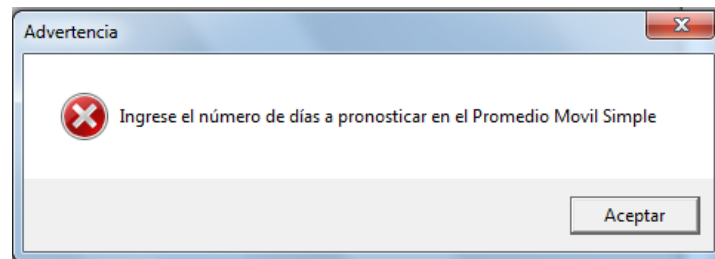 Advertencia
Ingrese el número de días a pronosticar en el Promedio Movil Simple
Aceptar